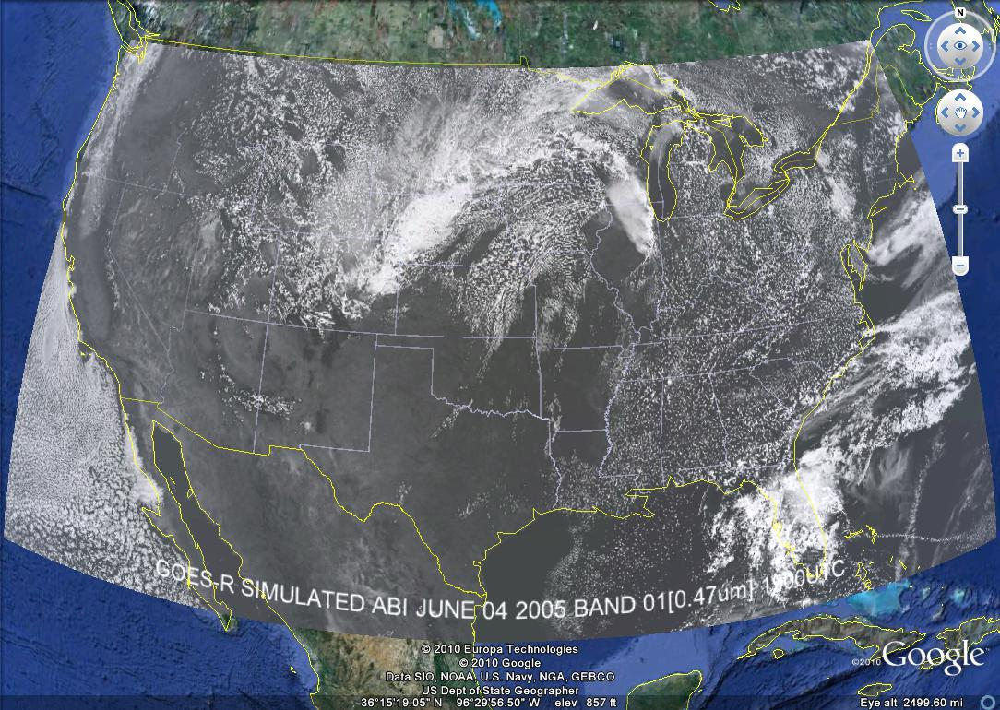 N
GOES-R SIMULATED ABI JUNE 04 2005 BAND 01[0.47um] 1900UTC
© 2010 Europa Technologies
© 2010 Google
Data SIO, NOAA, U.S. Navy, NGA, GEBCO
US Dept of State Geographer
©2010 Google
36°15'19.05" N 96°29'56.50" W elev 857 ft
Eye alt 2499.60 mi